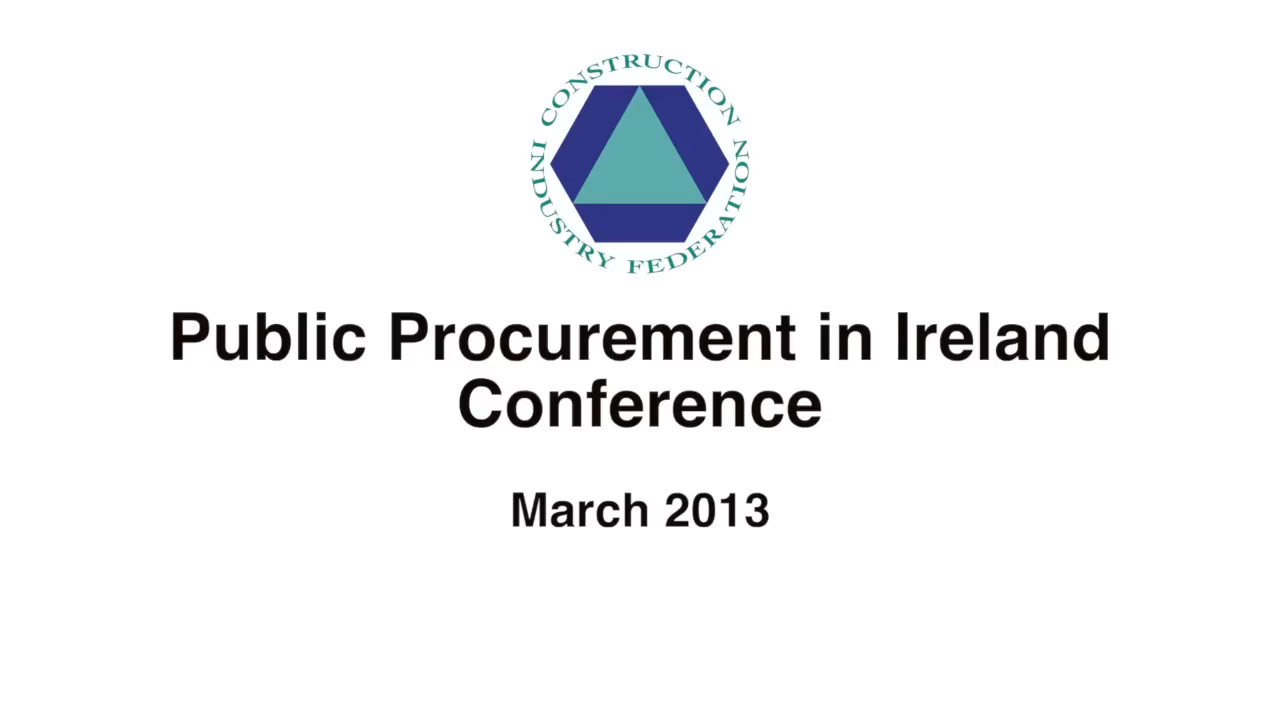 CONSTRUCTION INDUSTRY FEDERATION
Public Procurement in Ireland
Conference
March 2013